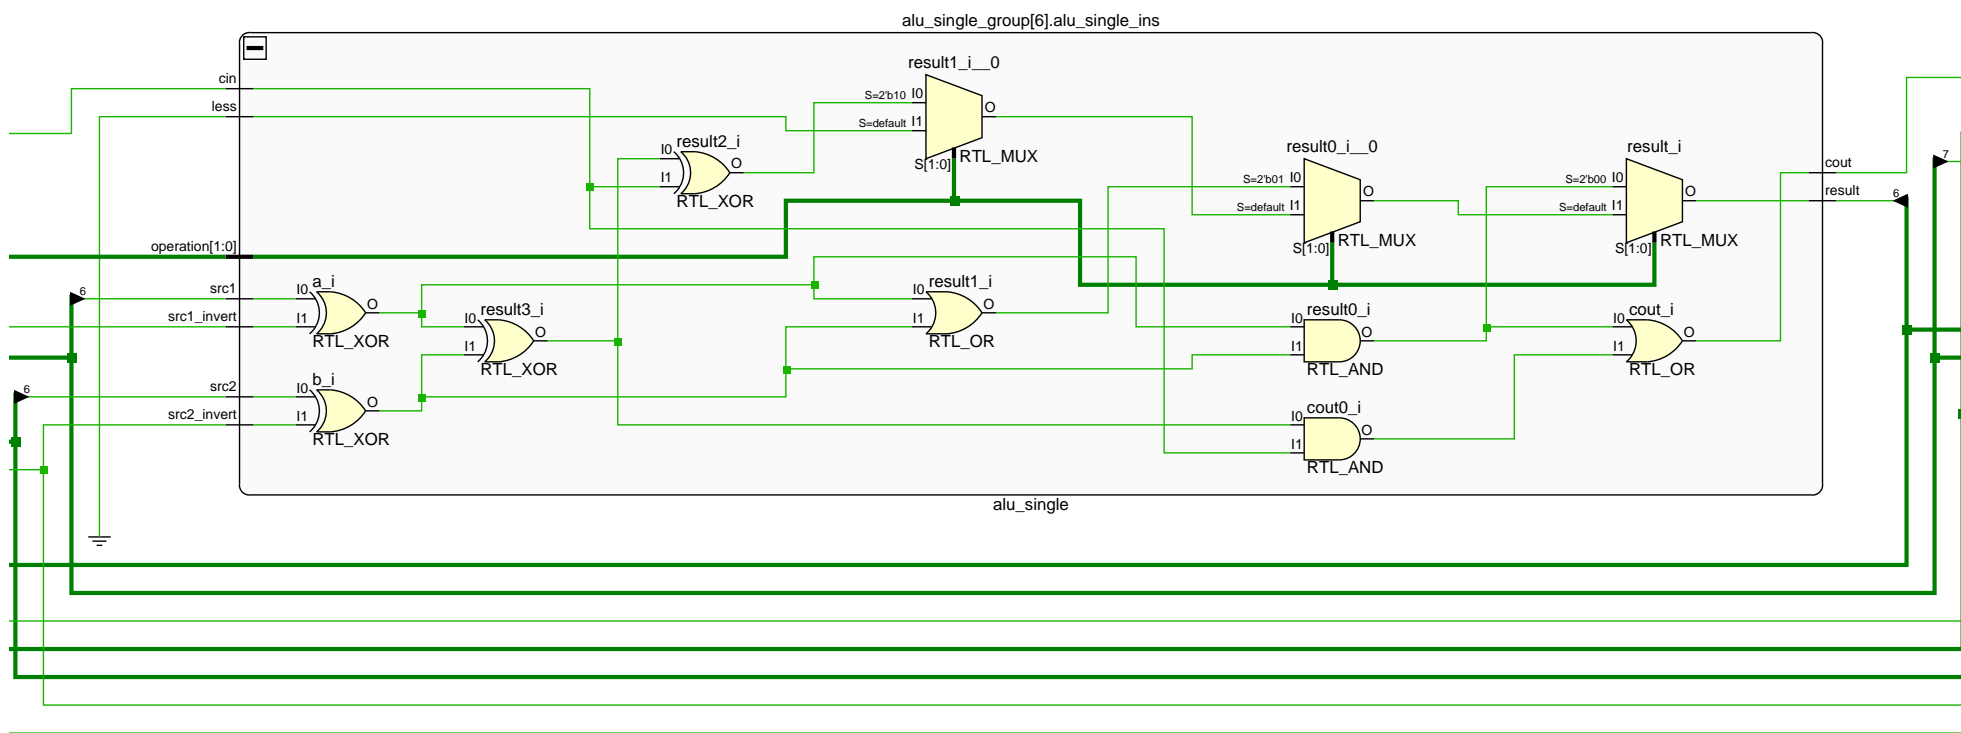 alu_single_group[6].alu_single_ins
cin
less
operation[1:0]
src1
src1_invert
src2
src2_invert
6
6
a_i
I0
I1
O
RTL_XOR
b_i
I0
I1
O
RTL_XOR
result3_i
I0
I1
O
RTL_XOR
result2_i
I0
I1
O
RTL_XOR
result1_i__0
S=2'b10 I0
S=default I1
O
S[1:0]
RTL_MUX
result1_i
I0
I1
O
RTL_OR
result0_i__0
S=2'b01 I0
S=default I1
O
S[1:0]
RTL_MUX
result0_i
I0
I1
O
RTL_AND
cout0_i
I0
I1
O
RTL_AND
result_i
S=2'b00 I0
S=default I1
O
S[1:0]
RTL_MUX
cout_i
I0
I1
O
RTL_OR
cout
result
6
7
alu_single